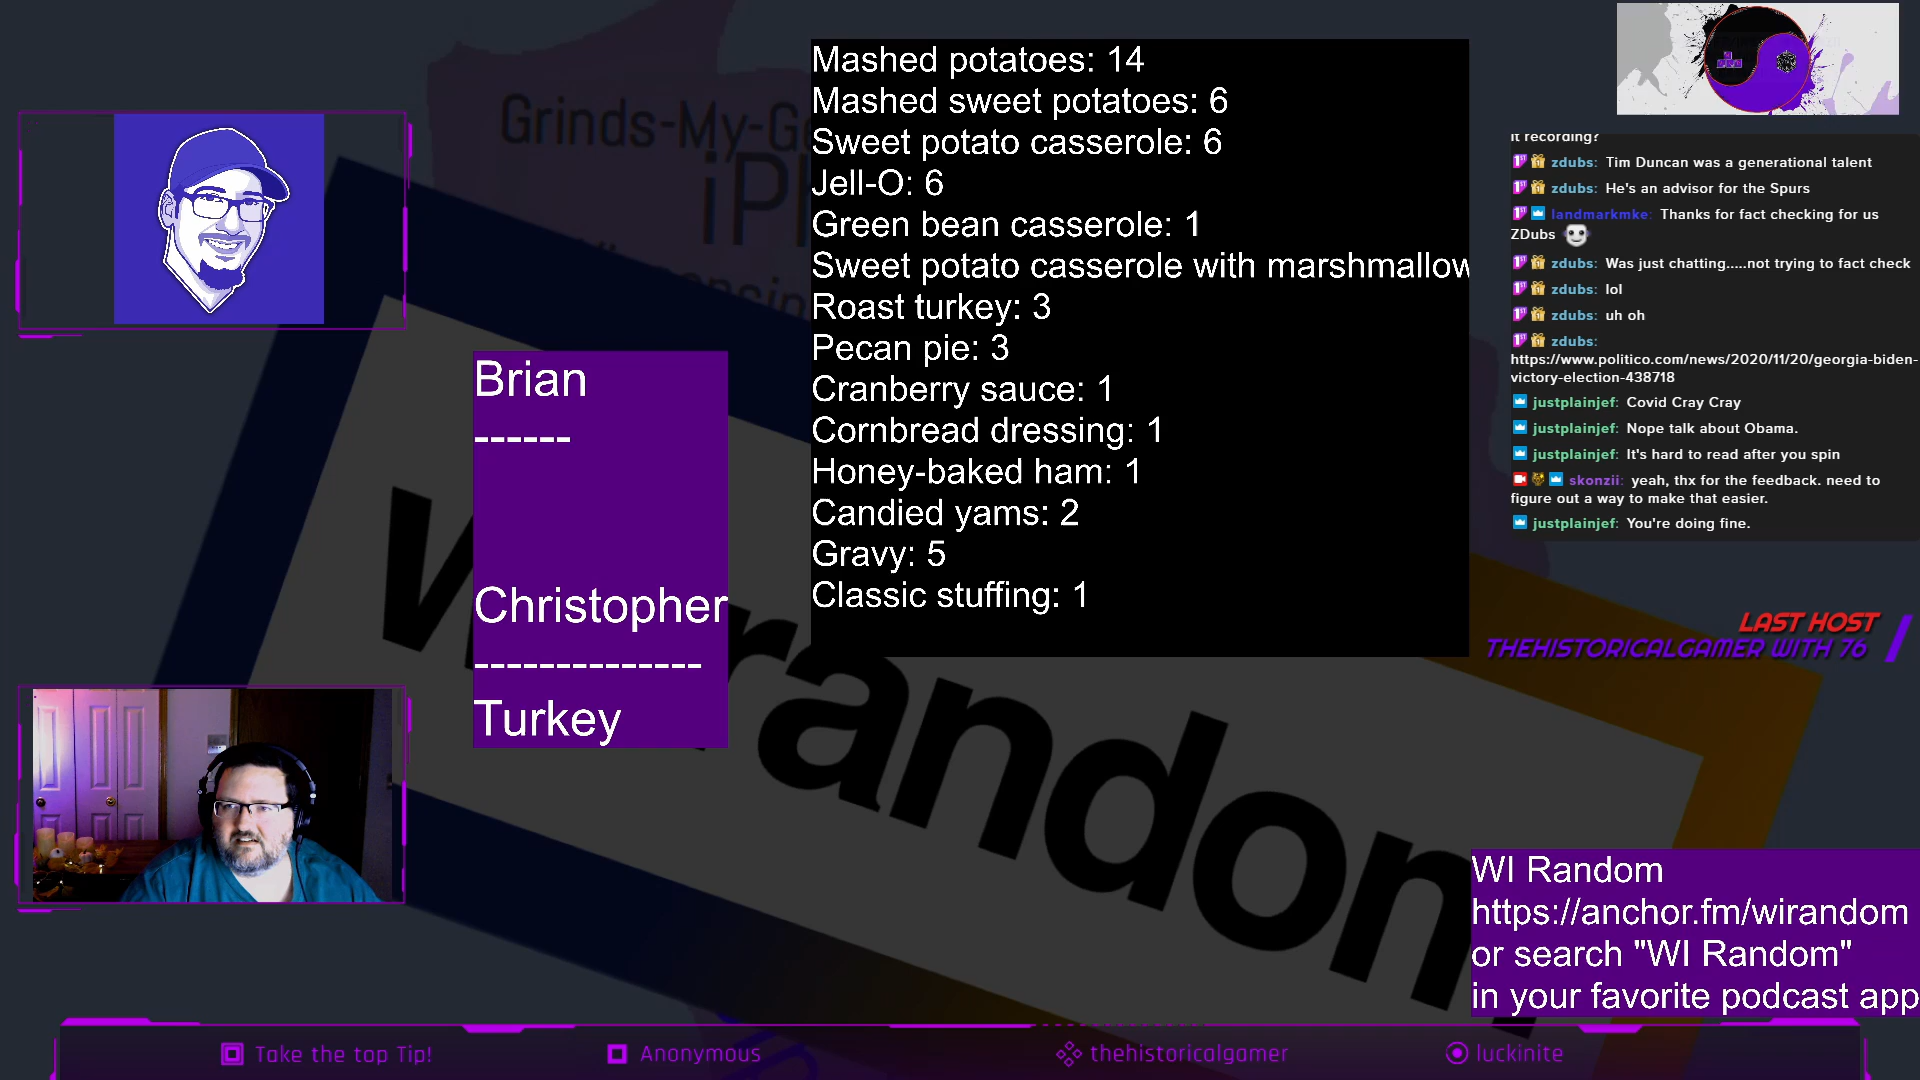 Mashed potatoes: 14
Mashed sweet potatoes: 6
Sweet potato casserole: 6
Jell-O: 6
Green bean casserole: 1
Sweet potato casserole with marshmallow
Roast turkey: 3
Pecan pie: 3
Cranberry sauce: 1
Cornbread dressing: 1
Honey-baked ham: 1
Candied yams: 2
Gravy: 5
Classic stuffing: 1
Grinds-My-Ge
iPh
Brian
------
Christopher
--------------
Turkey
random
it recording?
zdubs: Tim Duncan was a generational talent
zdubs: He's an advisor for the Spurs
landmarkmke: Thanks for fact checking for us
ZDubs
zdubs: Was just chatting.....not trying to fact check
zdubs: lol
zdubs: uh oh
zdubs:
https://www.politico.com/news/2020/11/20/georgia-biden-
victory-election-438718
justplainjef: Covid Cray Cray
justplainjef: Nope talk about Obama.
justplainjef: It's hard to read after you spin
skonzii: yeah, thx for the feedback. need to
figure out a way to make that easier.
justplainjef: You're doing fine.
LAST HOST
THEHISTORICALGAMER WITH 76
WI Random
https://anchor.fm/wirandom
or search "WI Random"
in your favorite podcast app
Take the top Tip!
Anonymous
thehistoricalgamer
luckinite